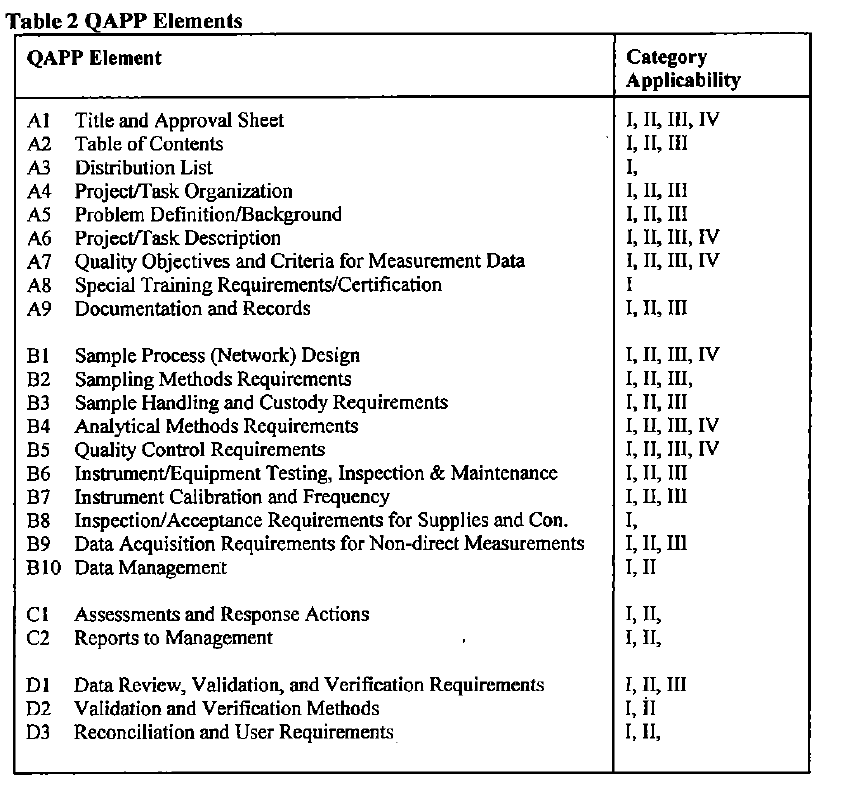 Table 2 QAPP Elements
QAPP Element Category
Applicability
A1 Title and Approval Sheet I, II, III, IV
A2 Table of Contents I, II, III
A3 Distribution List I,
A4 Project/Task Organization I, II, III
A5 Problem Definition/Background I, II, III
A6 Project/Task Description I, II, III, IV
A7 Quality Objectives and Criteria for Measurement Data I, II, III, IV
A8 Special Training Requirements/Certification I
A9 Documentation and Records I, II, III
B1 Sample Process (Network) Design I, II, III, IV
B2 Sampling Methods Requirements I, II, III,
B3 Sample Handling and Custody Requirements I, II, III
B4 Analytical Methods Requirements I, II, III, IV
B5 Quality Control Requirements I, II, III, IV
B6 Instrument/Equipment Testing, Inspection & Maintenance I, II, III
B7 Instrument Calibration and Frequency I, II, III
B8 Inspection/Acceptance Requirements for Supplies and Con. I,
B9 Data Acquisition Requirements for Non-direct Measurements I, II, III
B10 Data Management I, II
C1 Assessments and Response Actions I, II,
C2 Reports to Management I, II,
D1 Data Review, Validation, and Verification Requirements I, II, III
D2 Validation and Verification Methods I, II
D3 Reconciliation and User Requirements I, II,